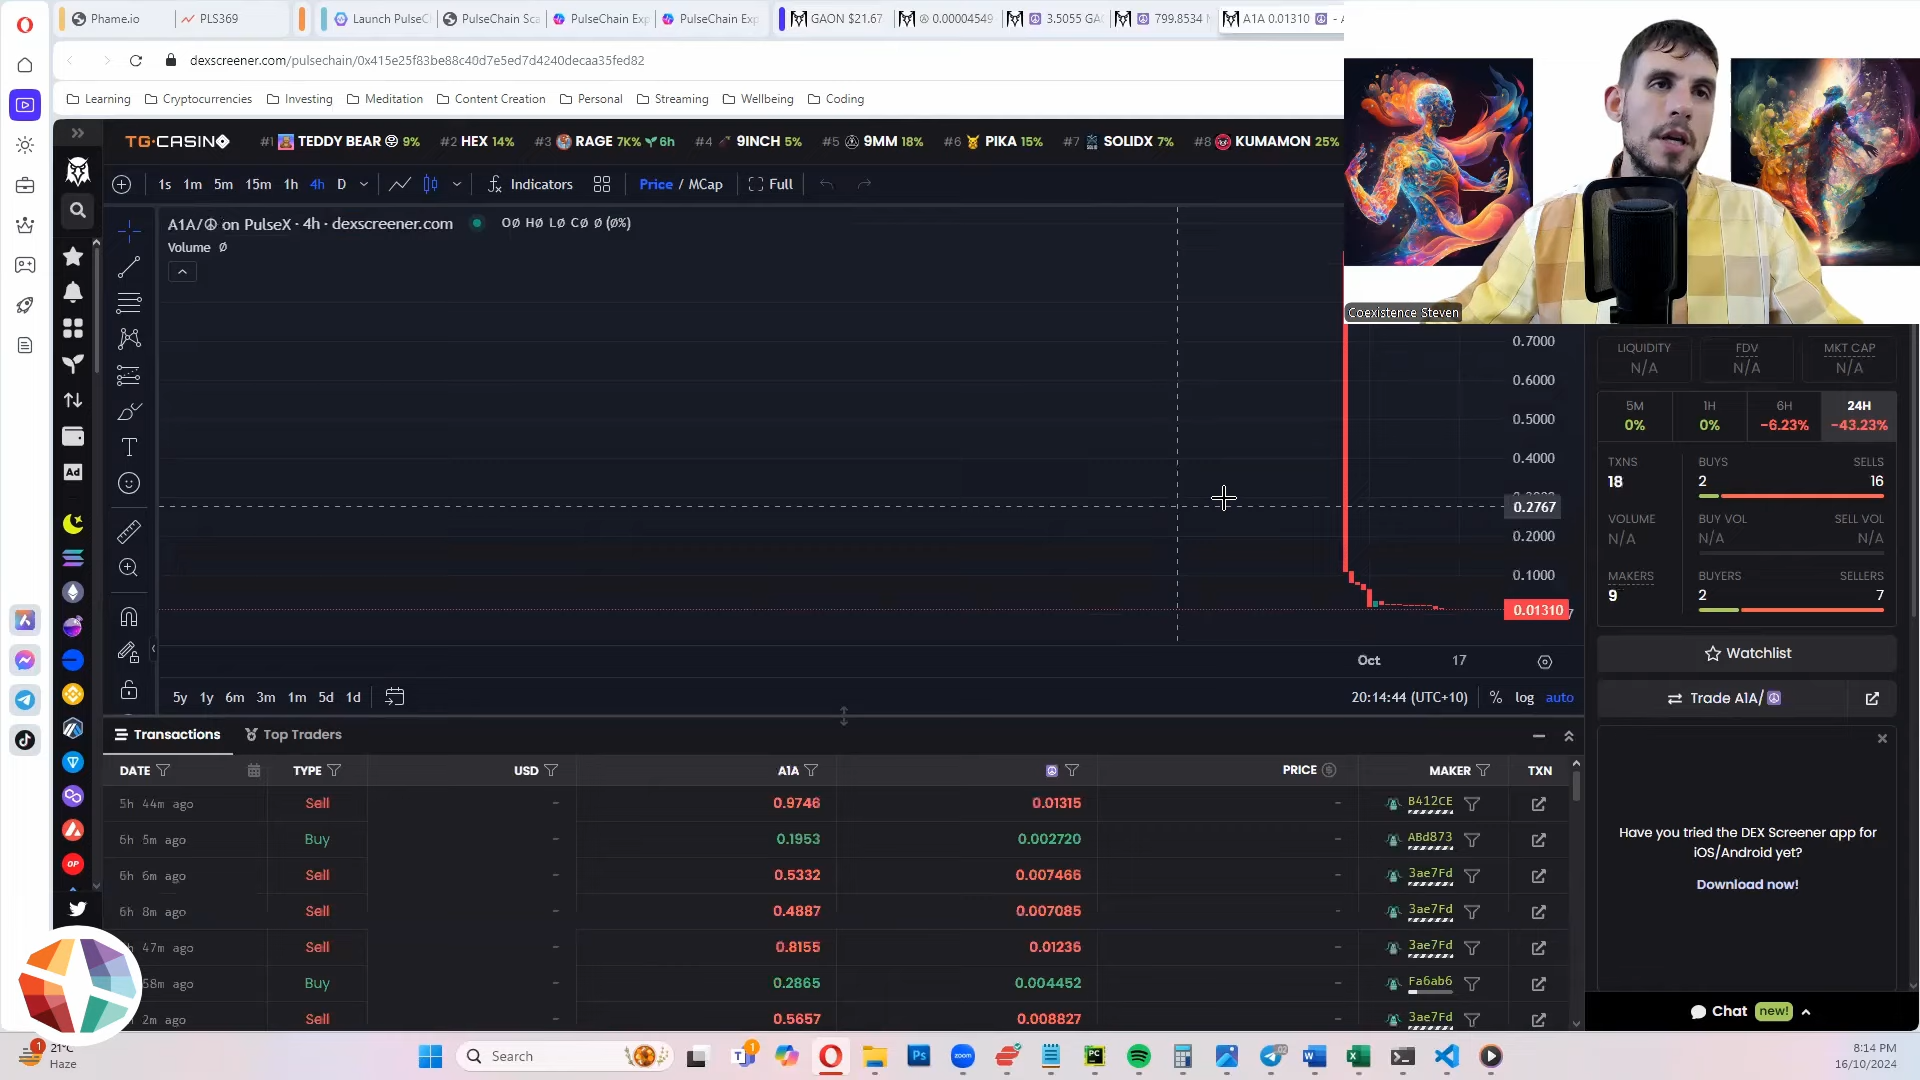 Phame.io
PLS369
Launch PulseC
PulseChain Sca
PulseChain Exp
PulseChain Exp
GAON $21.67
0.00004549
3.5055 GA
799.8534
A1A 0.01310
dexscreener.com/pulsechain/0x415e25f83be88c40d7e5ed7d4240decaa35fed82
Learning
Cryptocurrencies
Investing
Meditation
Content Creation
Personal
Streaming
Wellbeing
Coding
TG.CASINO
#1 TEDDY BEAR 9%
#2 HEX 14%
#3 RAGE 7K% 6h
#4 9INCH 5%
#5 9MM 18%
#6 PIKA 15%
#7 SOLIDX 7%
#8 KUMAMON 25%
1s 1m 5m 15m 1h 4h D
Indicators
Price / MCap
Full
A1A/☮ on PulseX · 4h · dexscreener.com
O∅ H∅ L∅ C∅ ∅ (∅%)
Volume ∅
Coexistence Steven
0.7000
0.6000
0.5000
0.4000
0.2767
0.2000
0.1000
0.01310
Oct
17
5y 1y 6m 3m 1m 5d 1d
20:14:44 (UTC+10)
% log auto
LIQUIDITY
N/A
FDV
N/A
MKT CAP
N/A
5M
0%
1H
0%
6H
-6.23%
24H
-43.23%
TXNS
18
BUYS
2
SELLS
16
VOLUME
N/A
BUY VOL
N/A
SELL VOL
N/A
MAKERS
9
BUYERS
2
SELLERS
7
Watchlist
Trade A1A/☮
Have you tried the DEX Screener app for
iOS/Android yet?
Download now!
Chat new!
Ad
OP
Transactions
Top Traders
DATE TYPE USD A1A ☮ PRICE MAKER TXN
5h 44m ago Sell - 0.9746 0.01315 - B412CE
6h 5m ago Buy - 0.1953 0.002720 - ABd873
6h 6m ago Sell - 0.5332 0.007466 - 3ae7Fd
6h 8m ago Sell - 0.4887 0.007085 - 3ae7Fd
h 47m ago Sell - 0.8155 0.01236 - 3ae7Fd
58m ago Buy - 0.2865 0.004452 - Fa6ab6
2m ago Sell - 0.5657 0.008827 - 3ae7Fd
1
21°C
Haze
Search
8:14 PM
16/10/2024